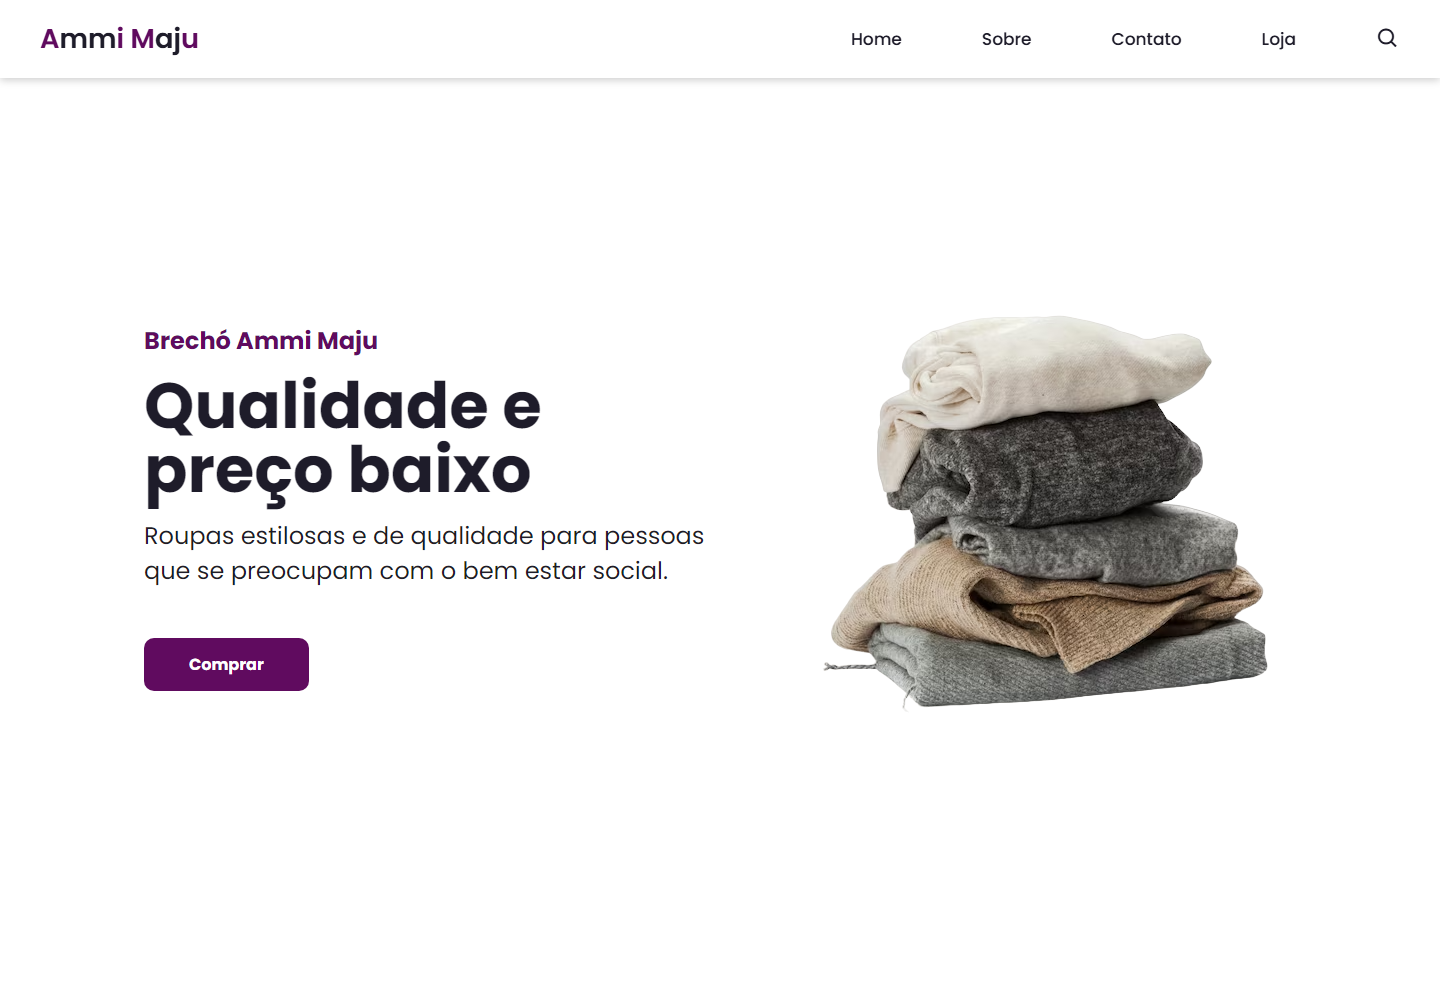 Ammi Maju
Home
Sobre
Contato
Loja
Brechó Ammi Maju
Qualidade e
preço baixo
Roupas estilosas e de qualidade para pessoas
que se preocupam com o bem estar social.
Comprar